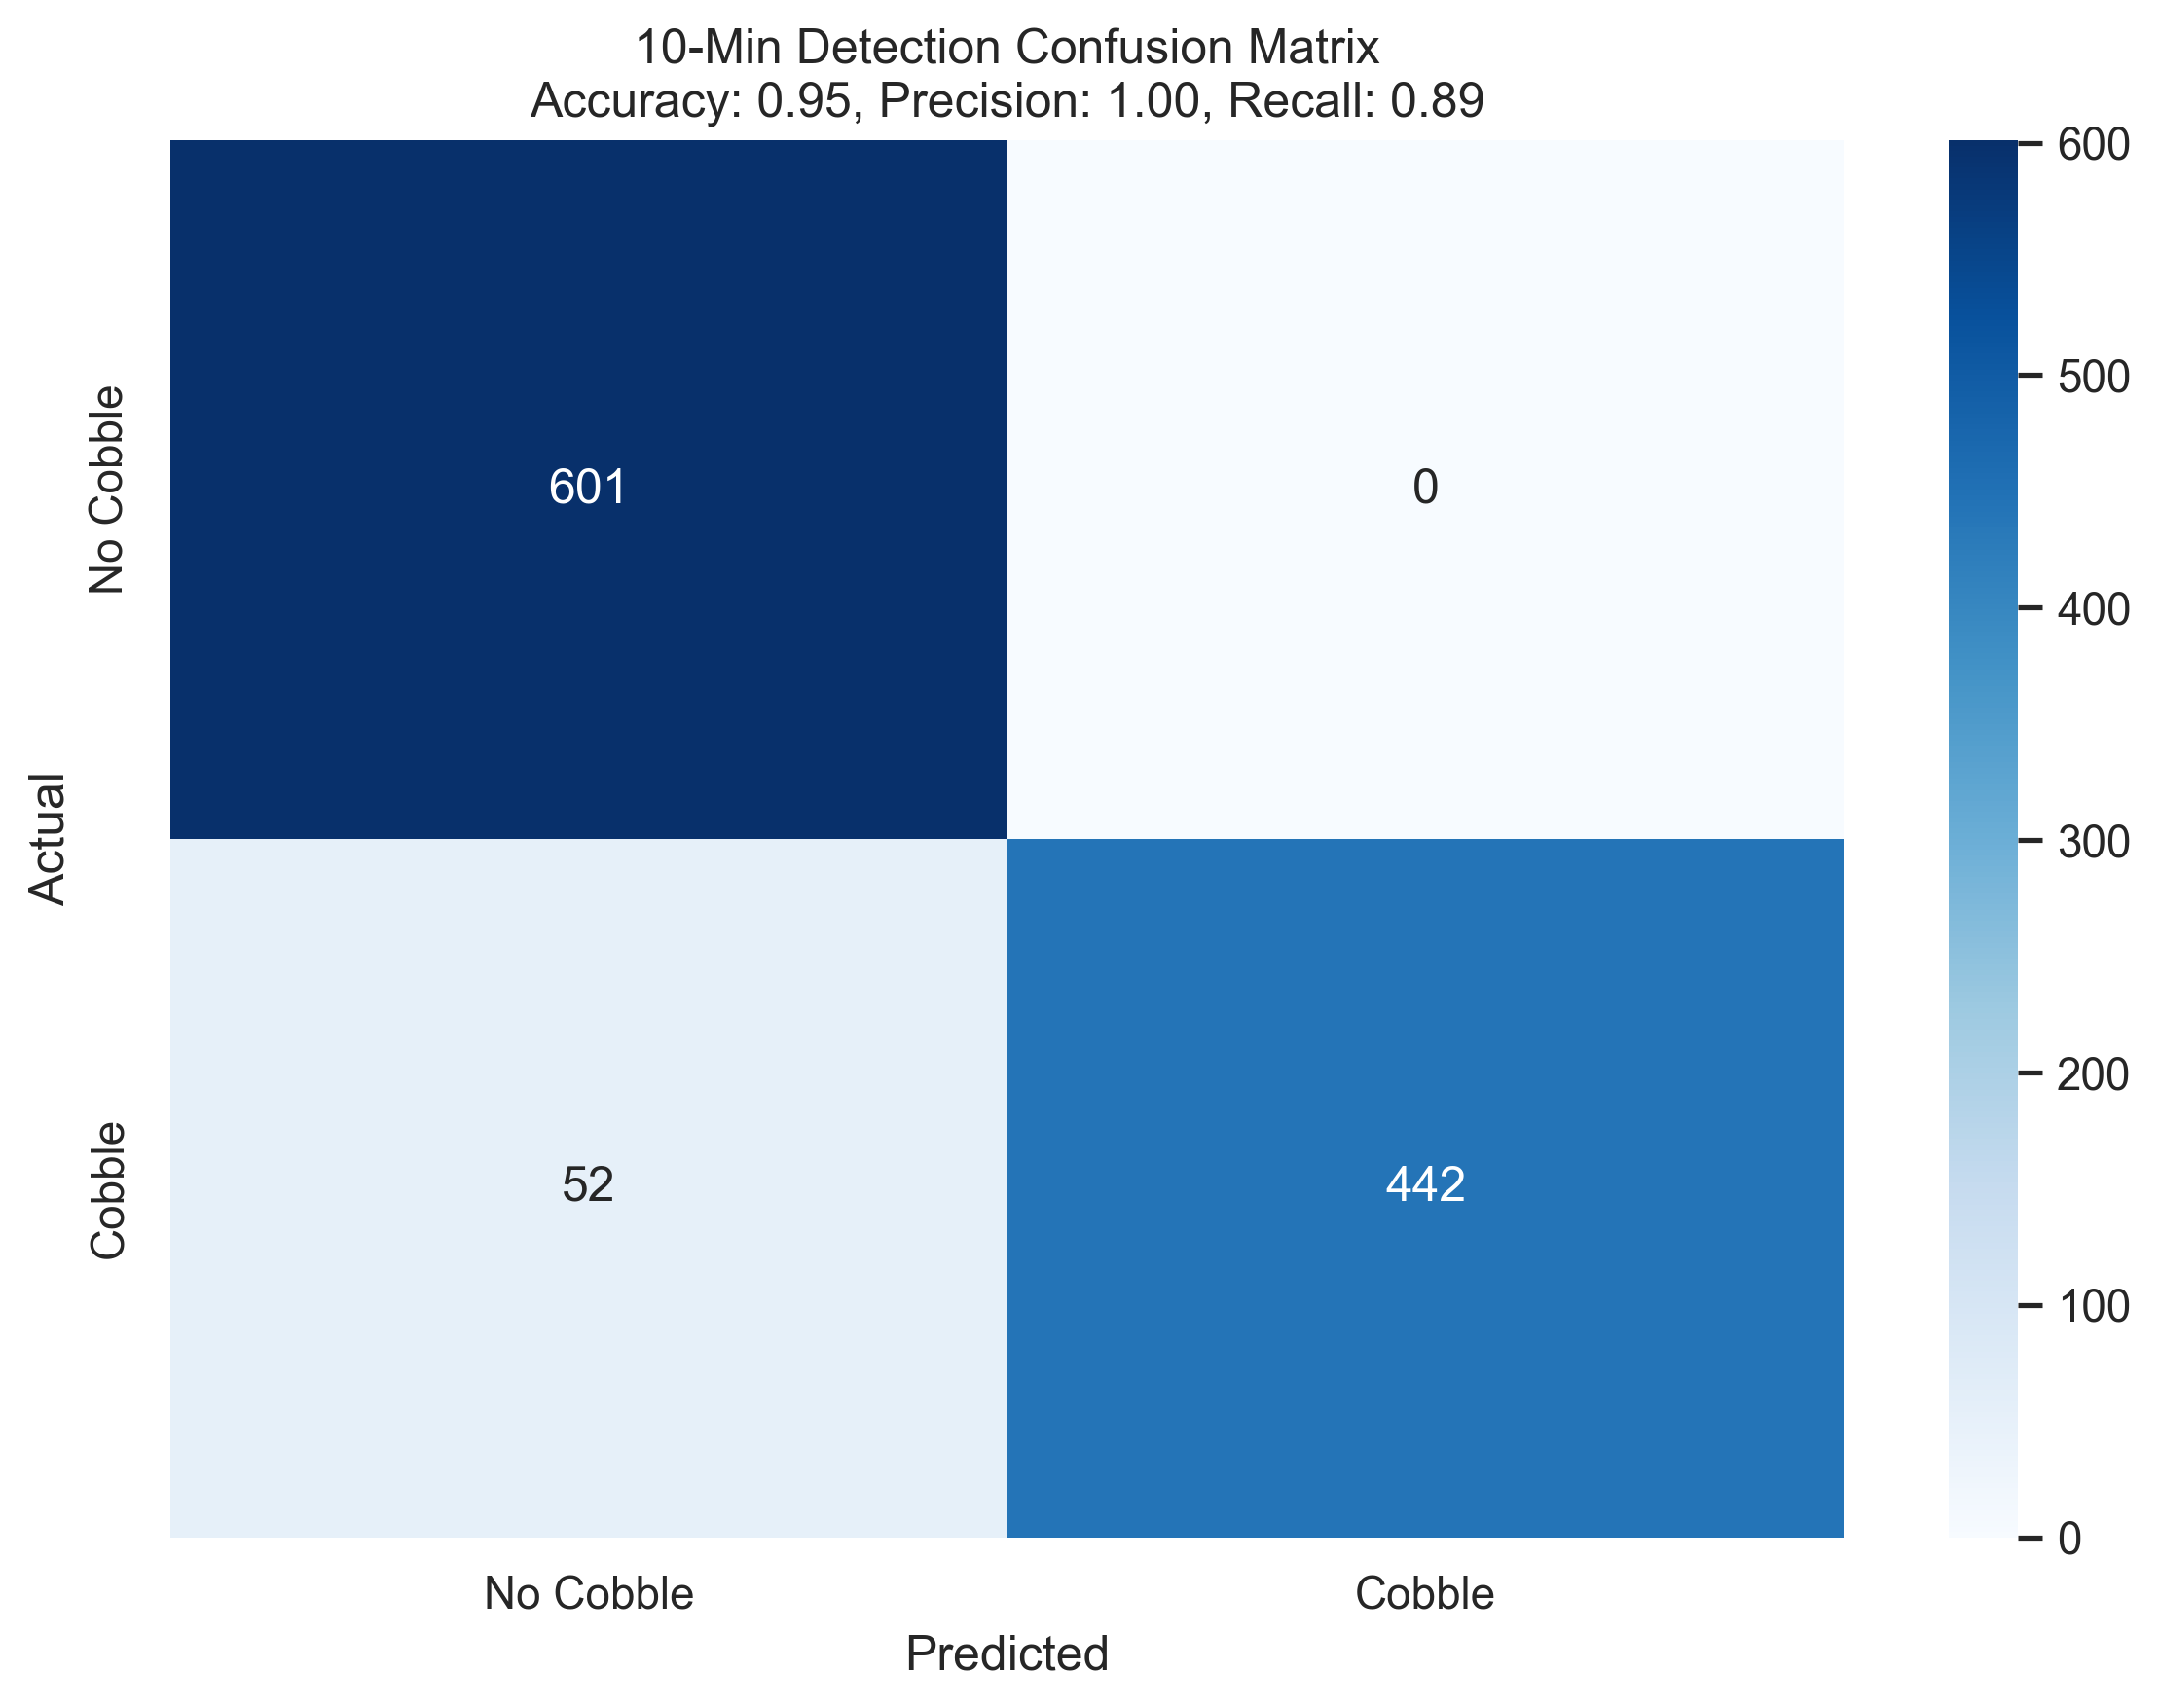 10-Min Detection Confusion Matrix
Accuracy: 0.95, Precision: 1.00, Recall: 0.89
Actual
No Cobble
Cobble
601
0
52
442
No Cobble
Cobble
Predicted
600
500
400
300
200
100
0